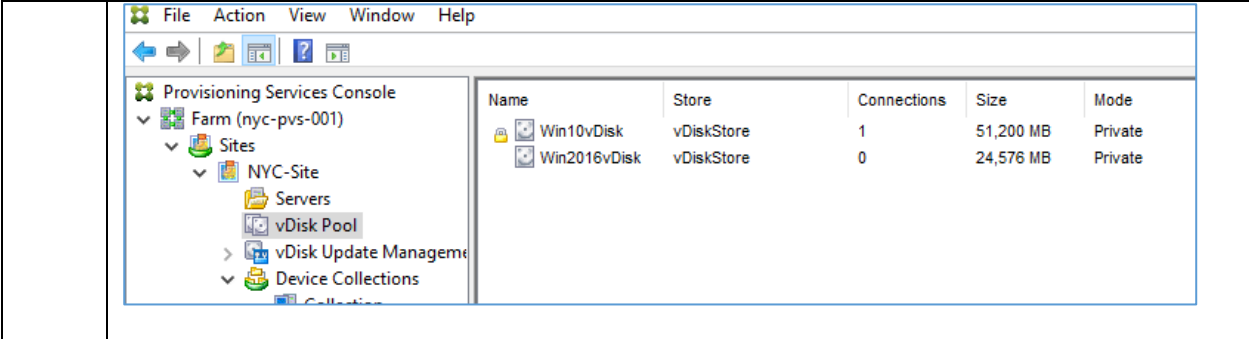 File Action View Window Help
Provisioning Services Console
Farm (nyc-pvs-001)
Sites
NYC-Site
Servers
vDisk Pool
vDisk Update Manageme
Device Collections
Collection
Name Store Connections Size Mode
Win10vDisk vDiskStore 1 51,200 MB Private
Win2016vDisk vDiskStore 0 24,576 MB Private